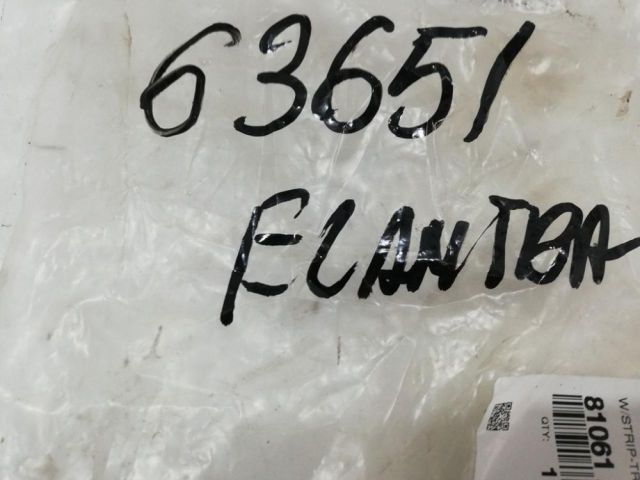 63651
ELANTRA
W/STRIP-TR
81061
QTY: 1